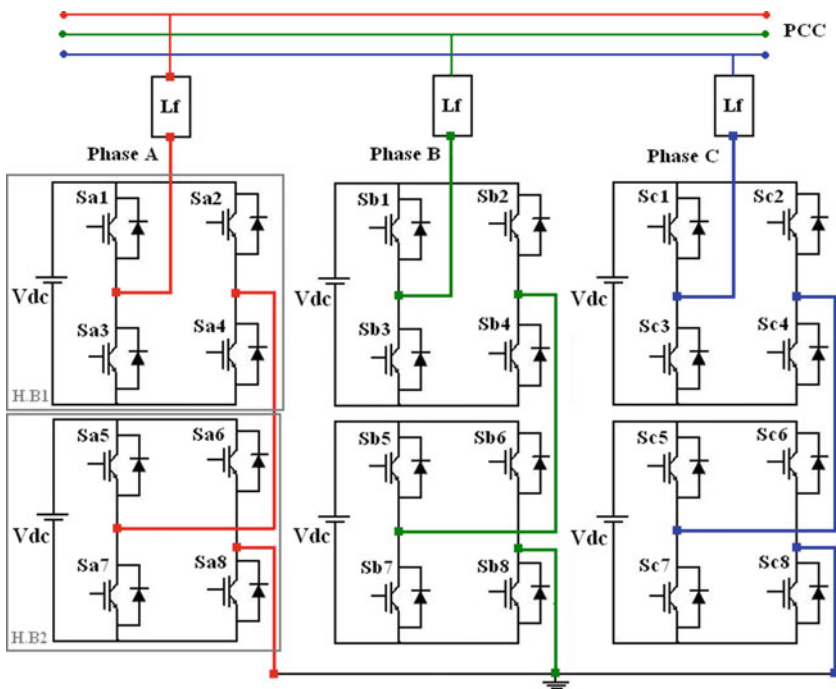 PCC
Lf Lf Lf
Phase A Phase B Phase C
Sa1 Sa2 Sb1 Sb2 Sc1 Sc2
Vdc Vdc Vdc
Sa3 Sa4 Sb3 Sb4 Sc3 Sc4
H.B1
Sa5 Sa6 Sb5 Sb6 Sc5 Sc6
Vdc Vdc Vdc
Sa7 Sa8 Sb7 Sb8 Sc7 Sc8
H.B2